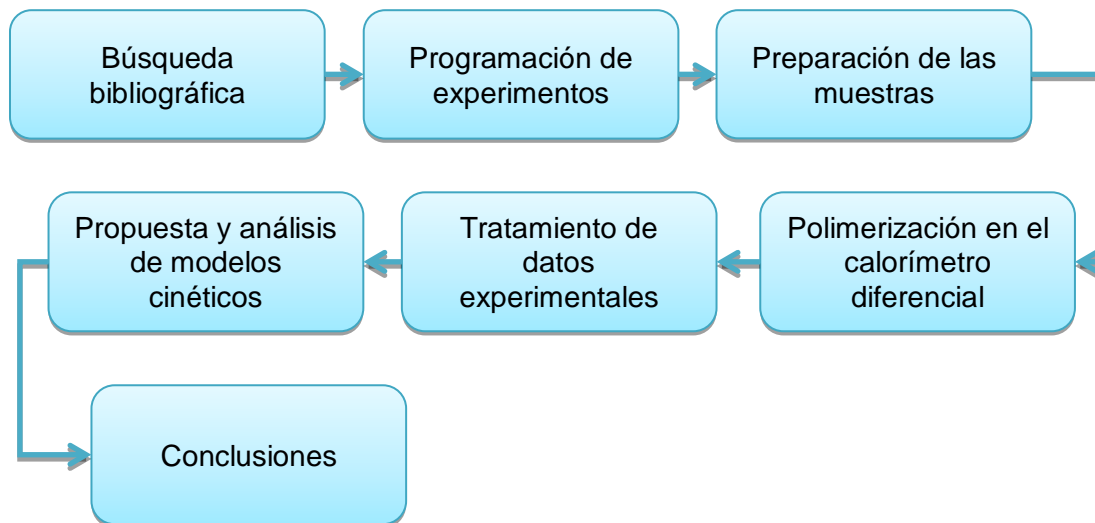 Búsqueda
bibliográfica
Programación de
experimentos
Preparación de las
muestras
Polimerización en el
calorímetro
diferencial
Tratamiento de
datos
experimentales
Propuesta y análisis
de modelos
cinéticos
Conclusiones